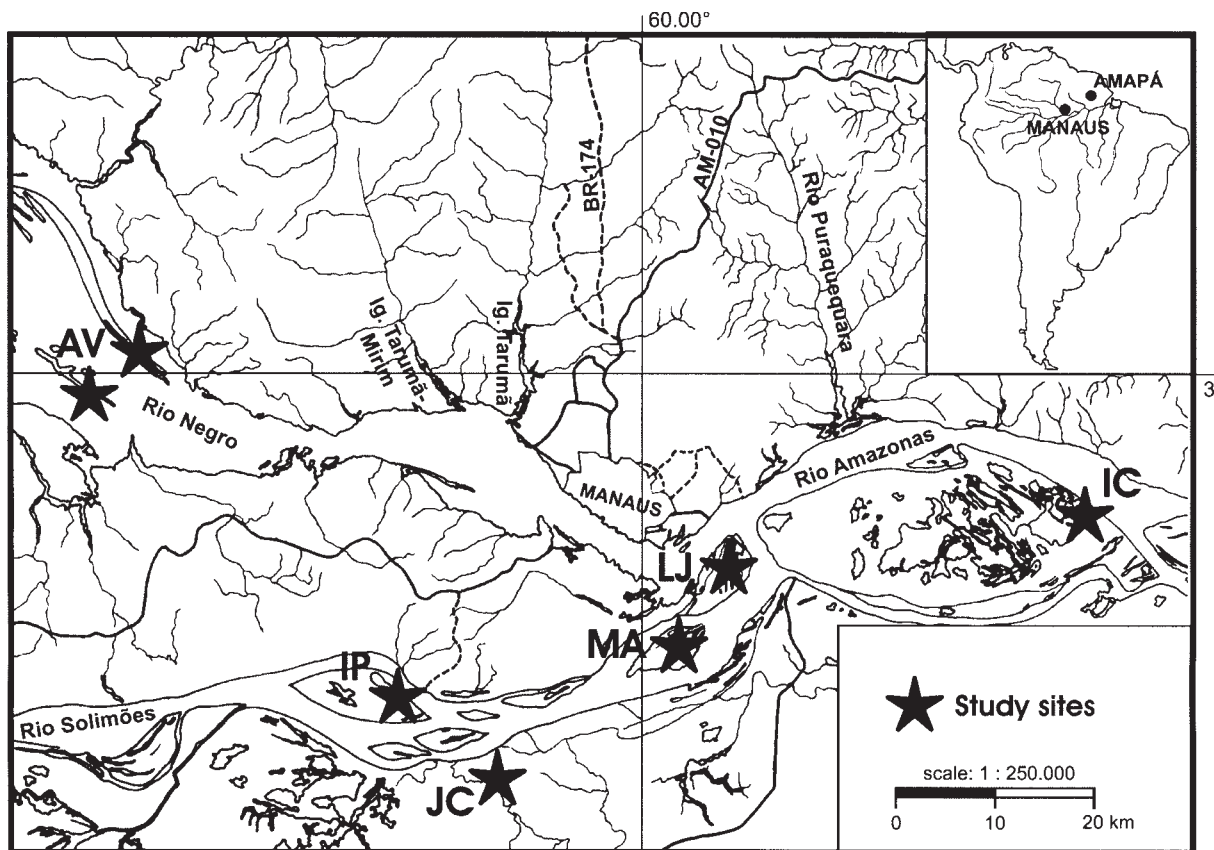 60.00°
AMAPÁ
MANAUS
BR-174
AM-010
Rio Puraquequara
Ig. Tarumã-
Mirim
Ig. Tarumã
AV
3
Rio Negro
Rio Amazonas
IC
MANAUS
LJ
MA
IP
Rio Solimões
JC
Study sites
scale: 1 : 250.000
0 10 20 km